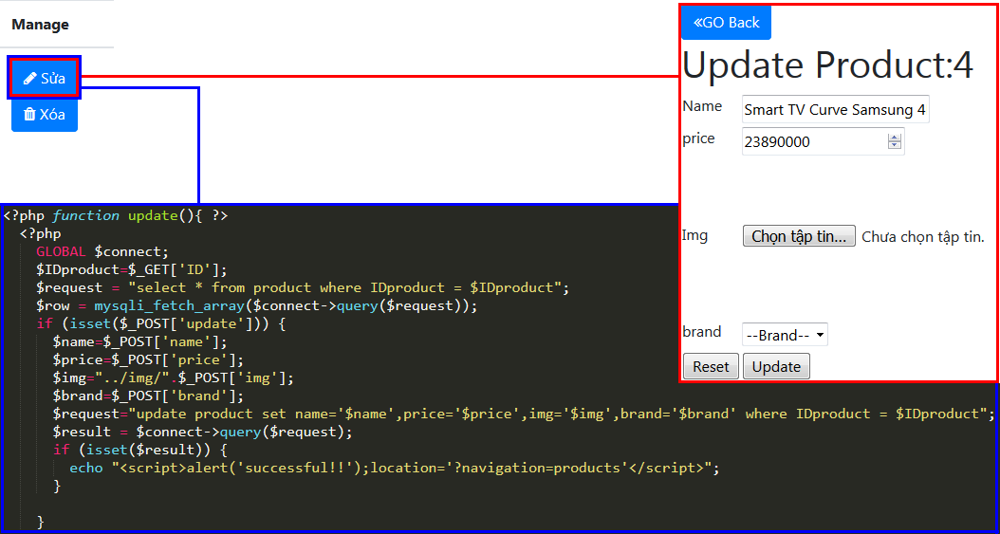 Manage
Sửa
Xóa
«GO Back
Update Product:4
Name Smart TV Curve Samsung 4
price 23890000
Img Chọn tập tin... Chưa chọn tập tin.
brand --Brand--
Reset Update
<?php function update(){ ?>
<?php
GLOBAL $connect;
$IDproduct=$_GET['ID'];
$request = "select * from product where IDproduct = $IDproduct";
$row = mysqli_fetch_array($connect->query($request));
if (isset($_POST['update'])) {
$name=$_POST['name'];
$price=$_POST['price'];
$img="../img/".$_POST['img'];
$brand=$_POST['brand'];
$request="update product set name='$name',price='$price',img='$img',brand='$brand' where IDproduct = $IDproduct";
$result = $connect->query($request);
if (isset($result)) {
echo "<script>alert('successful!!');location='?navigation=products'</script>";
}
}